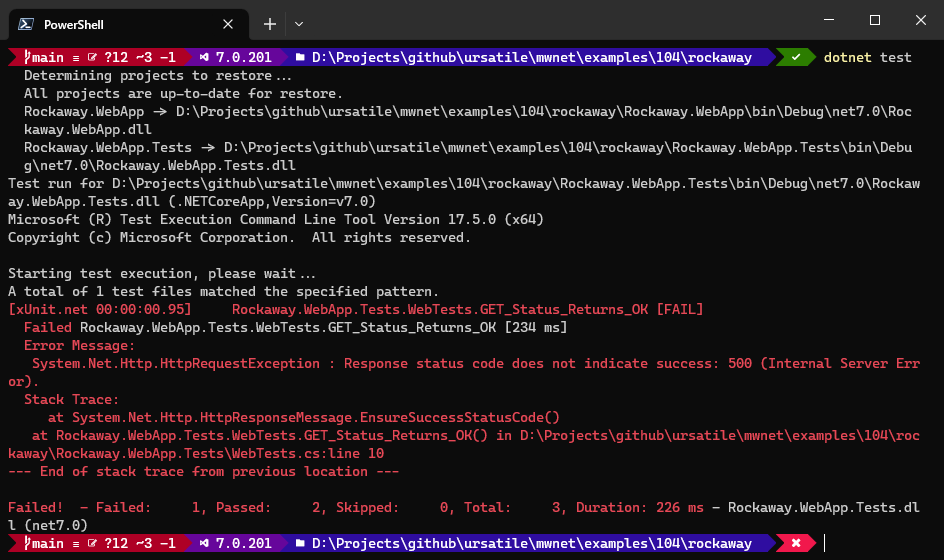 PowerShell
main ≡ ?12 ~3 -1 7.0.201 D:\Projects\github\ursatile\mwnet\examples\104\rockaway ✓ dotnet test
Determining projects to restore...
All projects are up-to-date for restore.
Rockaway.WebApp -> D:\Projects\github\ursatile\mwnet\examples\104\rockaway\Rockaway.WebApp\bin\Debug\net7.0\Roc
kaway.WebApp.dll
Rockaway.WebApp.Tests -> D:\Projects\github\ursatile\mwnet\examples\104\rockaway\Rockaway.WebApp.Tests\bin\Debu
g\net7.0\Rockaway.WebApp.Tests.dll
Test run for D:\Projects\github\ursatile\mwnet\examples\104\rockaway\Rockaway.WebApp.Tests\bin\Debug\net7.0\Rockaw
ay.WebApp.Tests.dll (.NETCoreApp,Version=v7.0)
Microsoft (R) Test Execution Command Line Tool Version 17.5.0 (x64)
Copyright (c) Microsoft Corporation.  All rights reserved.
Starting test execution, please wait...
A total of 1 test files matched the specified pattern.
[xUnit.net 00:00:00.95]     Rockaway.WebApp.Tests.WebTests.GET_Status_Returns_OK [FAIL]
Failed Rockaway.WebApp.Tests.WebTests.GET_Status_Returns_OK [234 ms]
Error Message:
System.Net.Http.HttpRequestException : Response status code does not indicate success: 500 (Internal Server Err
or).
Stack Trace:
at System.Net.Http.HttpResponseMessage.EnsureSuccessStatusCode()
at Rockaway.WebApp.Tests.WebTests.GET_Status_Returns_OK() in D:\Projects\github\ursatile\mwnet\examples\104\roc
kaway\Rockaway.WebApp.Tests\WebTests.cs:line 10
--- End of stack trace from previous location ---
Failed!  - Failed:     1, Passed:     2, Skipped:     0, Total:     3, Duration: 226 ms - Rockaway.WebApp.Tests.dl
l (net7.0)
main ≡ ?12 ~3 -1 7.0.201 D:\Projects\github\ursatile\mwnet\examples\104\rockaway ✖